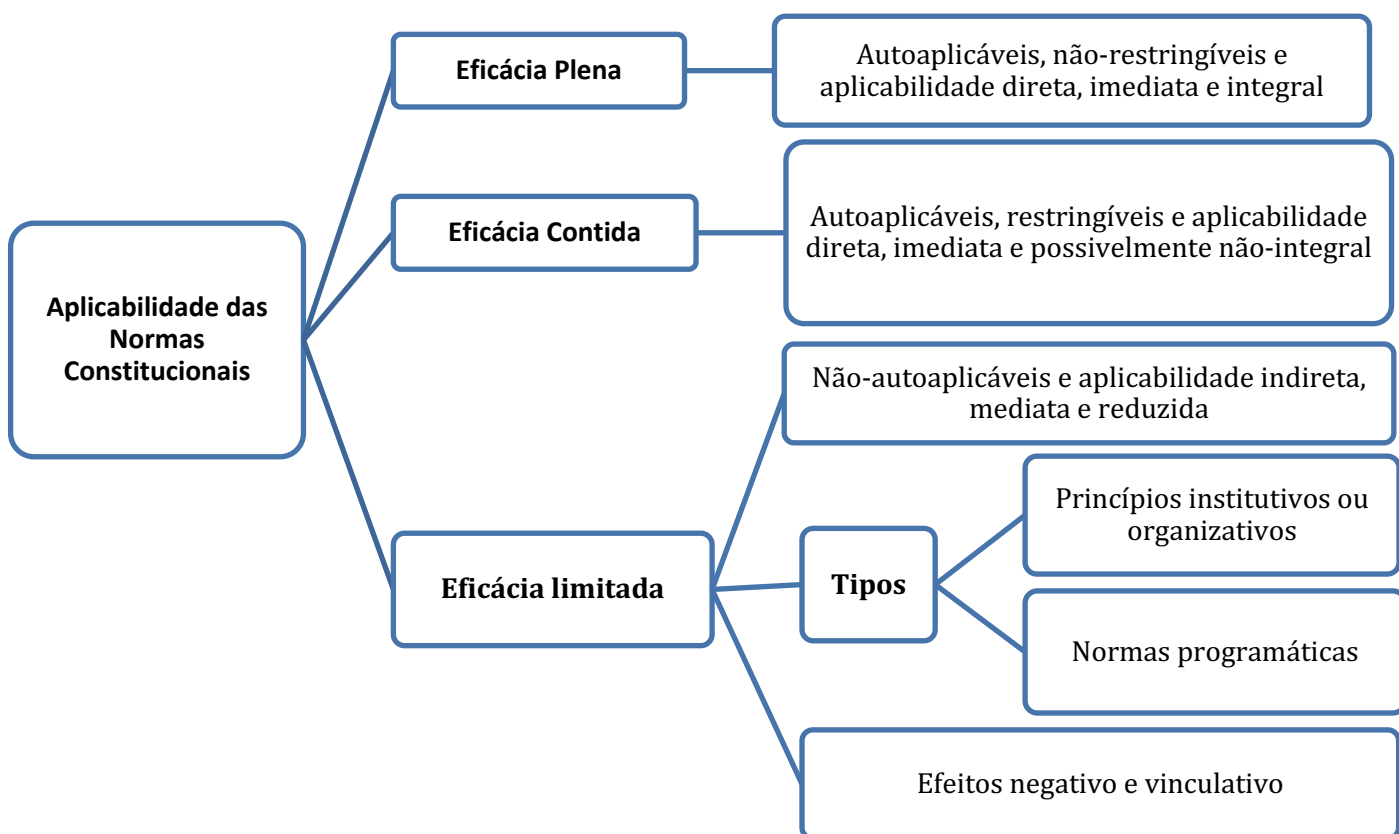 Aplicabilidade das
Normas
Constitucionais
Eficácia Plena
Autoaplicáveis, não-restringíveis e
aplicabilidade direta, imediata e integral
Eficácia Contida
Autoaplicáveis, restringíveis e aplicabilidade
direta, imediata e possivelmente não-integral
Eficácia limitada
Não-autoaplicáveis e aplicabilidade indireta,
mediata e reduzida
Tipos
Princípios institutivos ou
organizativos
Normas programáticas
Efeitos negativo e vinculativo